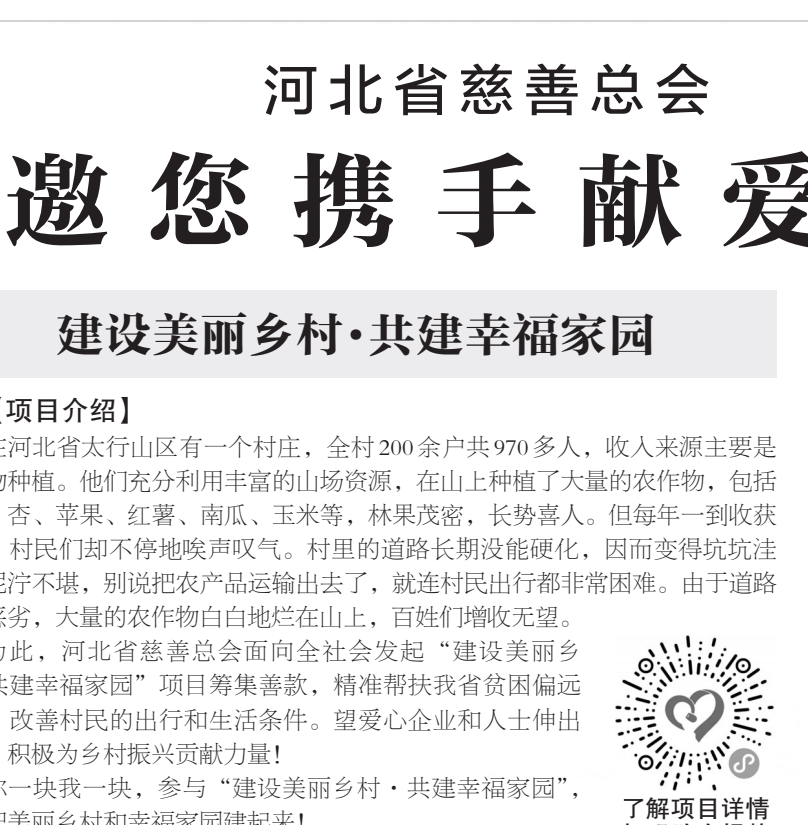 河北省慈善总会
邀您携手献爱
建设美丽乡村·共建幸福家园
【项目介绍】
在河北省太行山区有一个村庄，全村200余户共970多人，收入来源主要是
物种植。他们充分利用丰富的山场资源，在山上种植了大量的农作物，包括
杏、苹果、红薯、南瓜、玉米等，林果茂密，长势喜人。但每年一到收获
村民们却不停地唉声叹气。村里的道路长期没能硬化，因而变得坑坑洼
泥泞不堪，别说把农产品运输出去了，就连村民出行都非常困难。由于道路
恶劣，大量的农作物白白地烂在山上，百姓们增收无望。
为此，河北省慈善总会面向全社会发起“建设美丽乡
共建幸福家园”项目筹集善款，精准帮扶我省贫困偏远
改善村民的出行和生活条件。望爱心企业和人士伸出
积极为乡村振兴贡献力量！
你一块我一块，参与“建设美丽乡村·共建幸福家园”，
把美丽乡村和幸福家园建起来！
了解项目详情